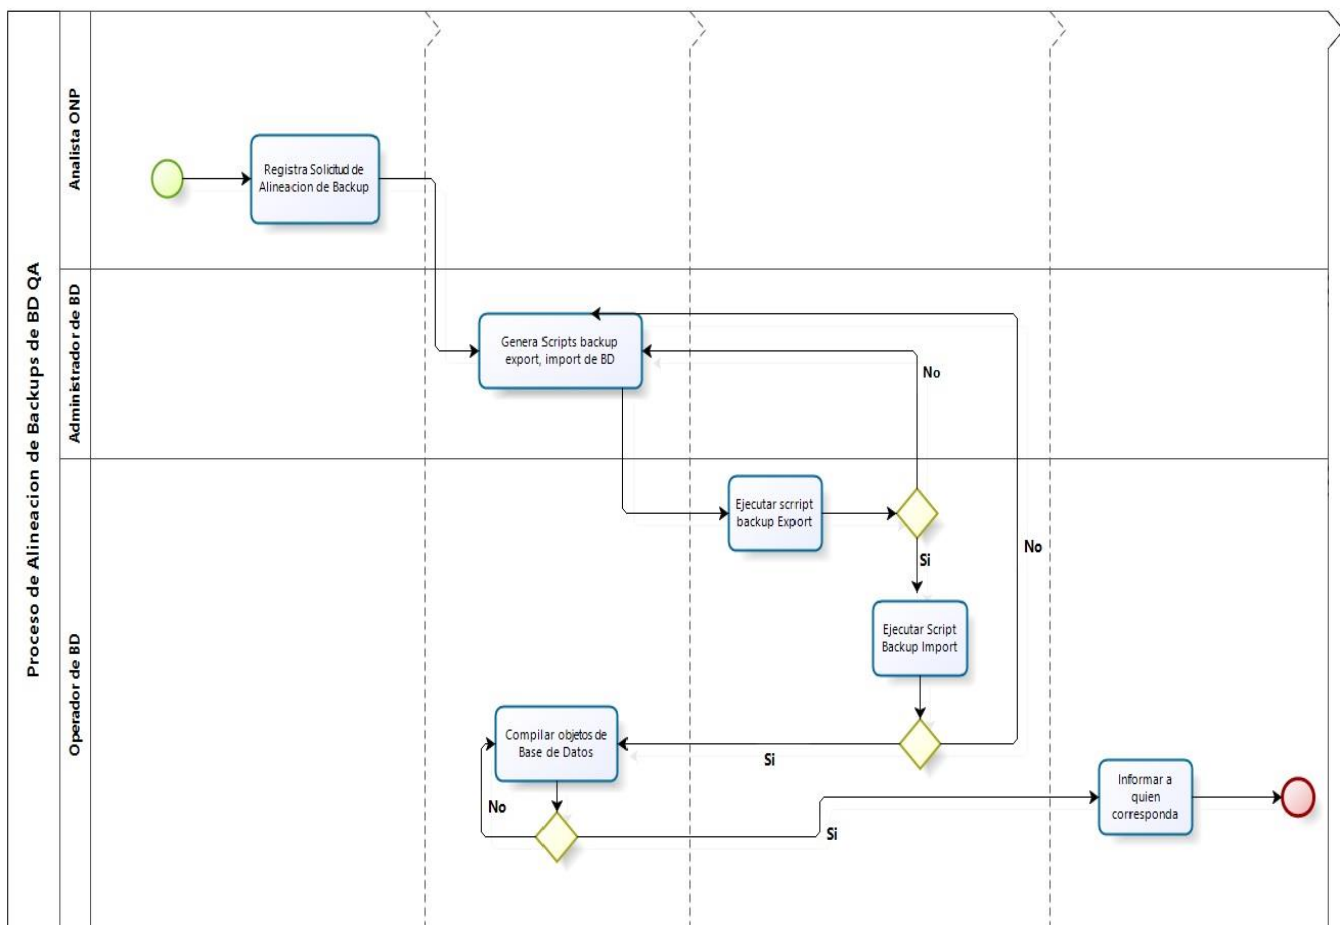 Proceso de Alineacion de Backups de BD QA
Analista ONP
Registra Solicitud de
Alineacion de Backup
Administrador de BD
Genera Scripts backup
export, import de BD
No
Operador de BD
Ejecutar scrript
backup Export
No
Si
Ejecutar Script
Backup Import
Compilar objetos de
Base de Datos
Si
No
Si
Informar a
quien
corresponda